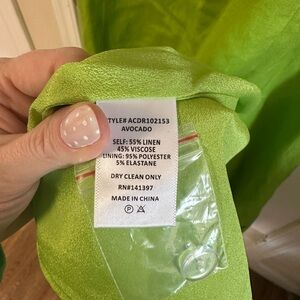 STYLE# ACDR102153
AVOCADO
SELF: 55% LINEN
45% VISCOSE
LINING: 95% POLYESTER
5% ELASTANE
DRY CLEAN ONLY
RN#141397
MADE IN CHINA
P